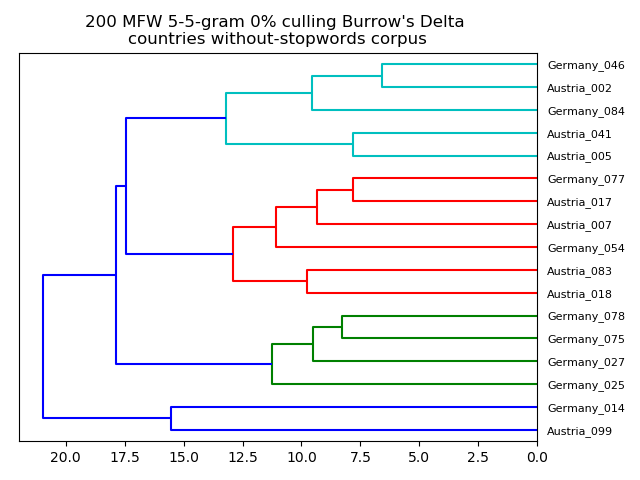 200 MFW 5-5-gram 0% culling Burrow's Delta
countries without-stopwords corpus
Germany_046
Austria_002
Germany_084
Austria_041
Austria_005
Germany_077
Austria_017
Austria_007
Germany_054
Austria_083
Austria_018
Germany_078
Germany_075
Germany_027
Germany_025
Germany_014
Austria_099
20.0 17.5 15.0 12.5 10.0 7.5 5.0 2.5 0.0